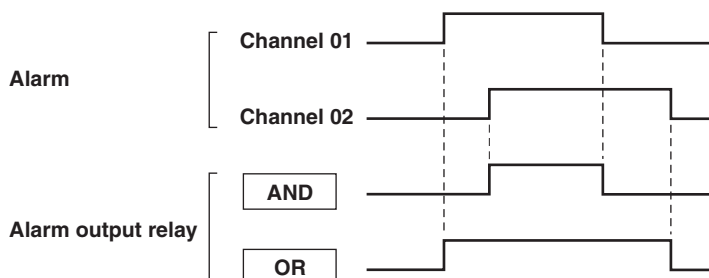 Channel 01
Alarm
Channel 02
AND
Alarm output relay
OR